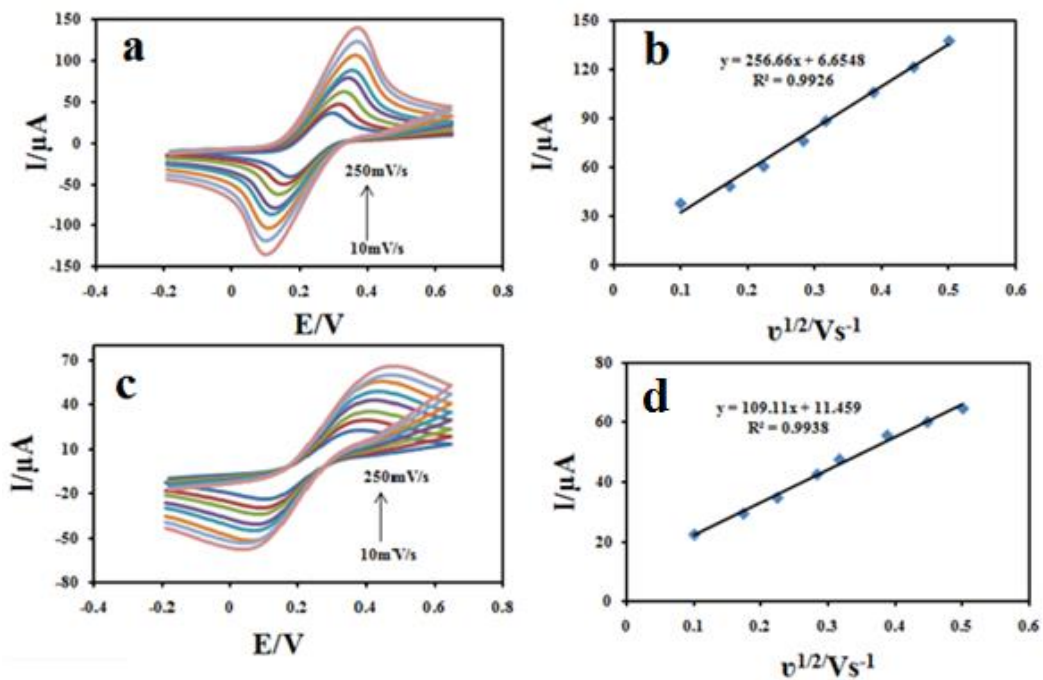 a
I/µA
150
100
50
0
-50
-100
-150
250mV/s
10mV/s
-0.4
-0.2
0
0.2
0.4
0.6
0.8
E/V
b
y = 256.66x + 6.6548
R² = 0.9926
I/µA
150
120
90
60
30
0
0
0.1
0.2
0.3
0.4
0.5
0.6
υ^1/2/Vs^-1
c
I/µA
70
40
10
-20
-50
-80
250mV/s
10mV/s
-0.4
-0.2
0
0.2
0.4
0.6
0.8
E/V
d
y = 109.11x + 11.459
R² = 0.9938
I/µA
80
60
40
20
0
0
0.1
0.2
0.3
0.4
0.5
0.6
υ^1/2/Vs^-1